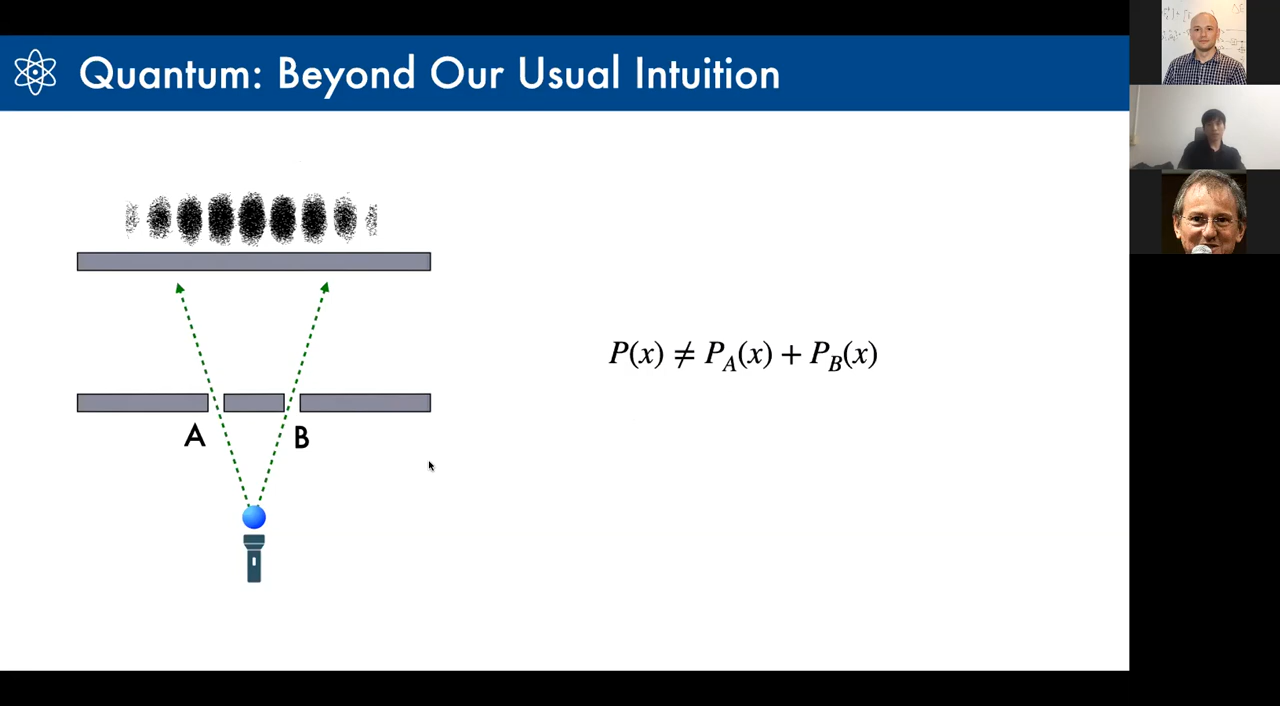 Quantum: Beyond Our Usual Intuition
P(x) ≠ P_A(x) + P_B(x)
A
B